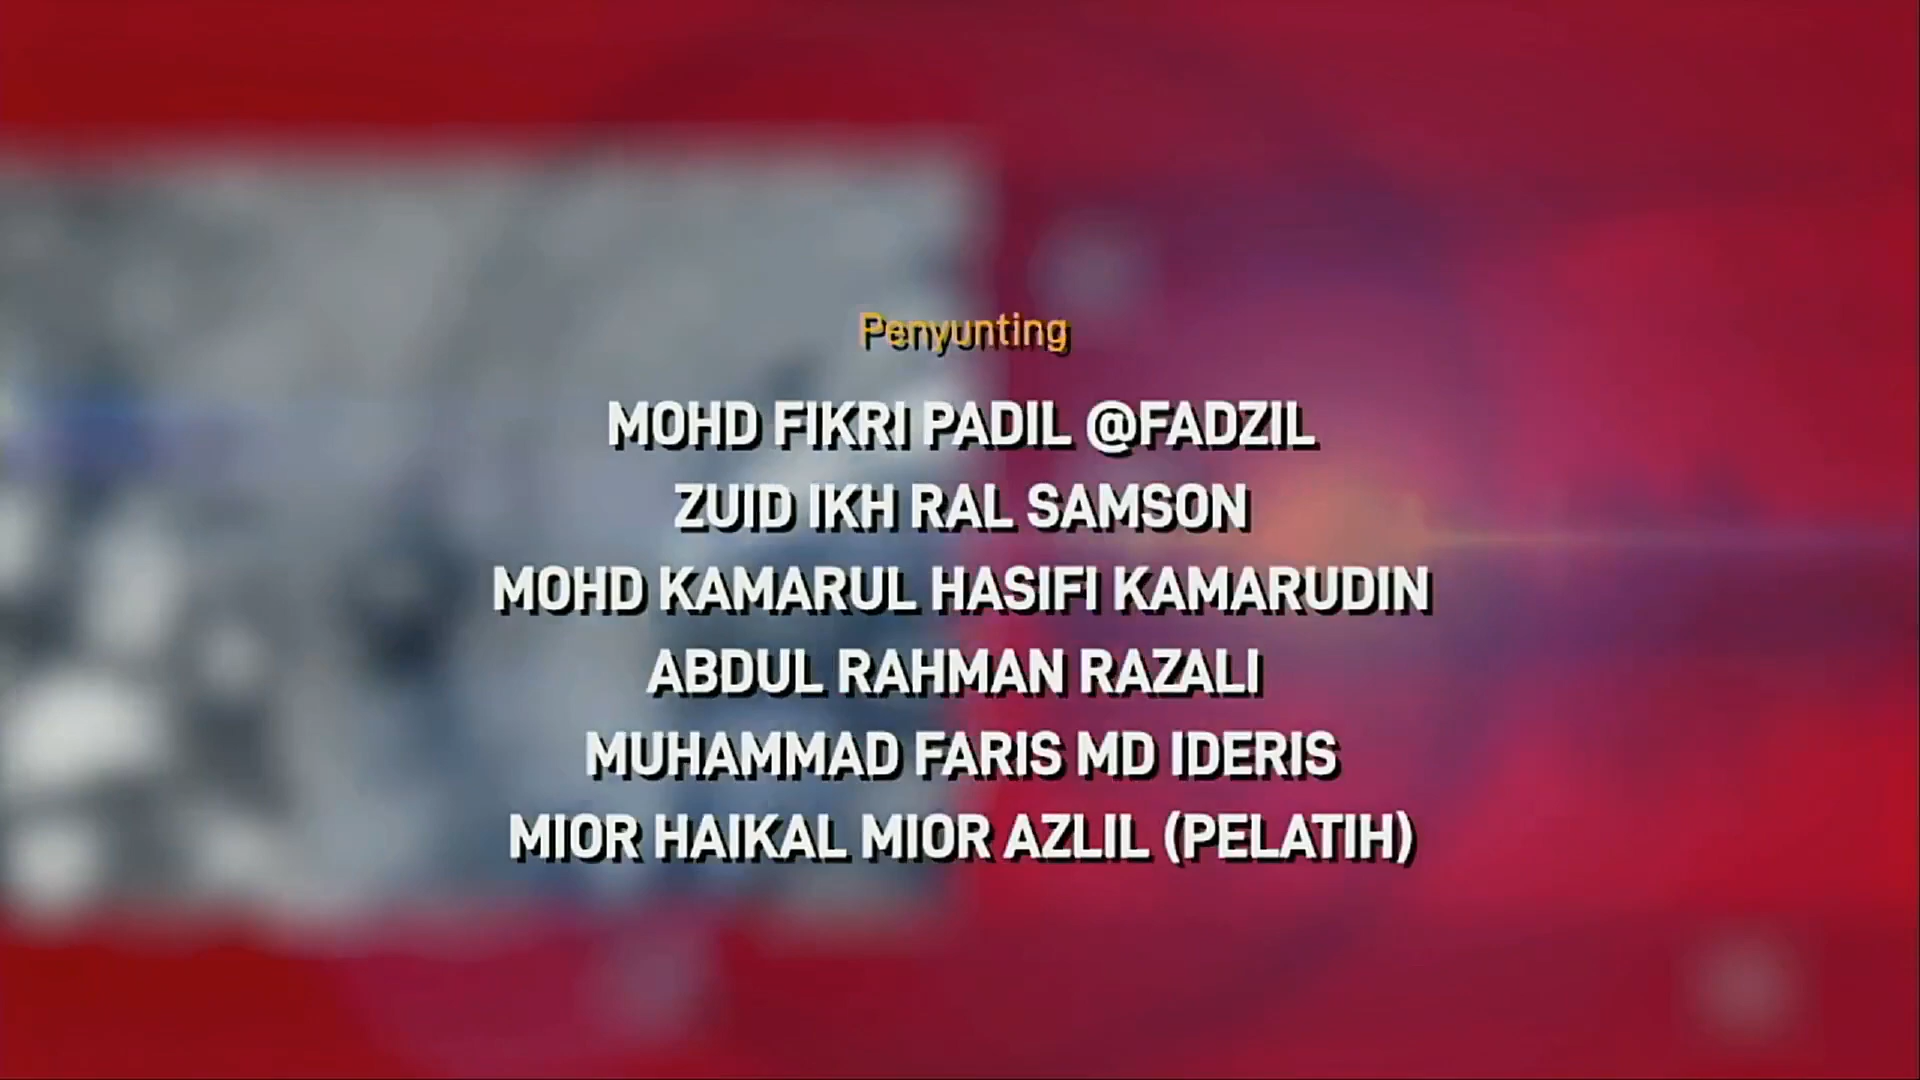 Penyunting
MOHD FIKRI PADIL @FADZIL
ZUID IKH RAL SAMSON
MOHD KAMARUL HASIFI KAMARUDIN
ABDUL RAHMAN RAZALI
MUHAMMAD FARIS MD IDERIS
MIOR HAIKAL MIOR AZLIL (PELATIH)